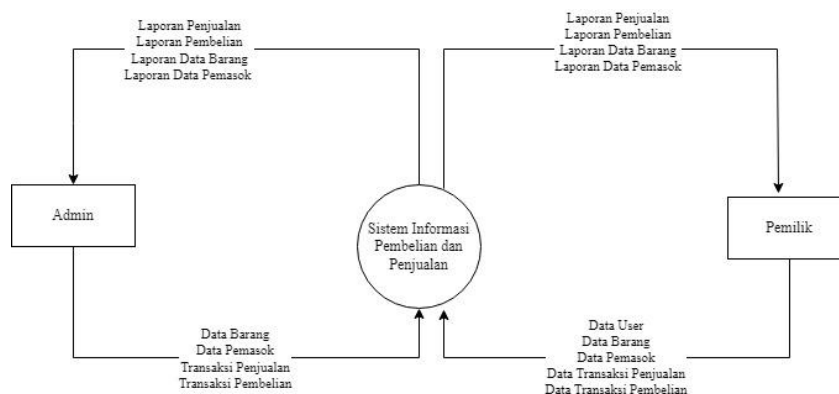 Laporan Penjualan
Laporan Pembelian
Laporan Data Barang
Laporan Data Pemasok
Laporan Penjualan
Laporan Pembelian
Laporan Data Barang
Laporan Data Pemasok
Admin
Sistem Informasi
Pembelian dan
Penjualan
Pemilik
Data Barang
Data Pemasok
Transaksi Penjualan
Transaksi Pembelian
Data User
Data Barang
Data Pemasok
Data Transaksi Penjualan
Data Transaksi Pembelian